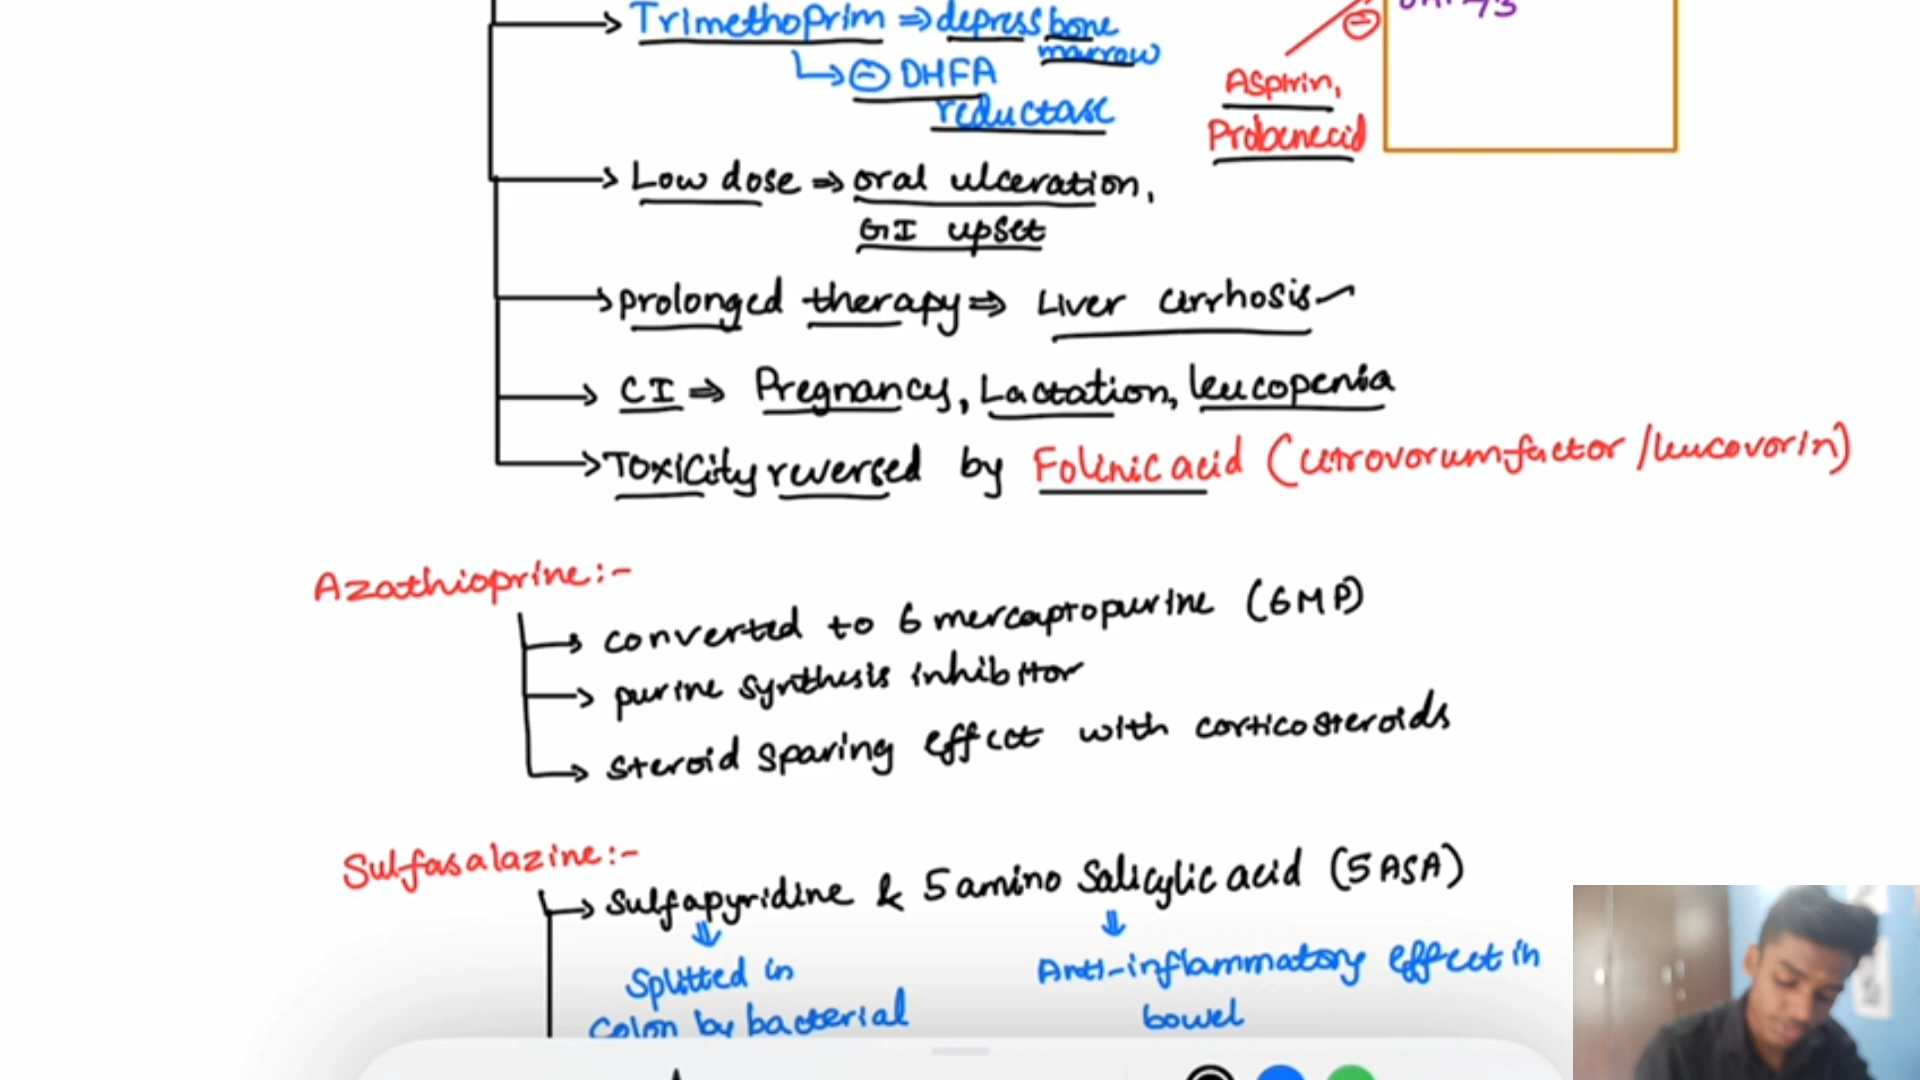 Trimethoprim ⇒ depress bone
marrow
↳ ⊖ DHFA
reductase
Aspirin,
Probenecid
Low dose ⇒ oral ulceration,
GI upset
prolonged therapy ⇒ Liver cirrhosis
CI ⇒ Pregnancy, Lactation, leucopenia
Toxicity reversed by Folinic acid (citrovorum factor / leucovorin)
Azathioprine:-
converted to 6 mercaptopurine (6MP)
purine synthesis inhibitor
steroid sparing effect with corticosteroids
Sulfasalazine:-
Sulfapyridine & 5 amino Salicylic acid (5 ASA)
Splitted in
colon by bacterial
Anti-inflammatory effect in
bowel